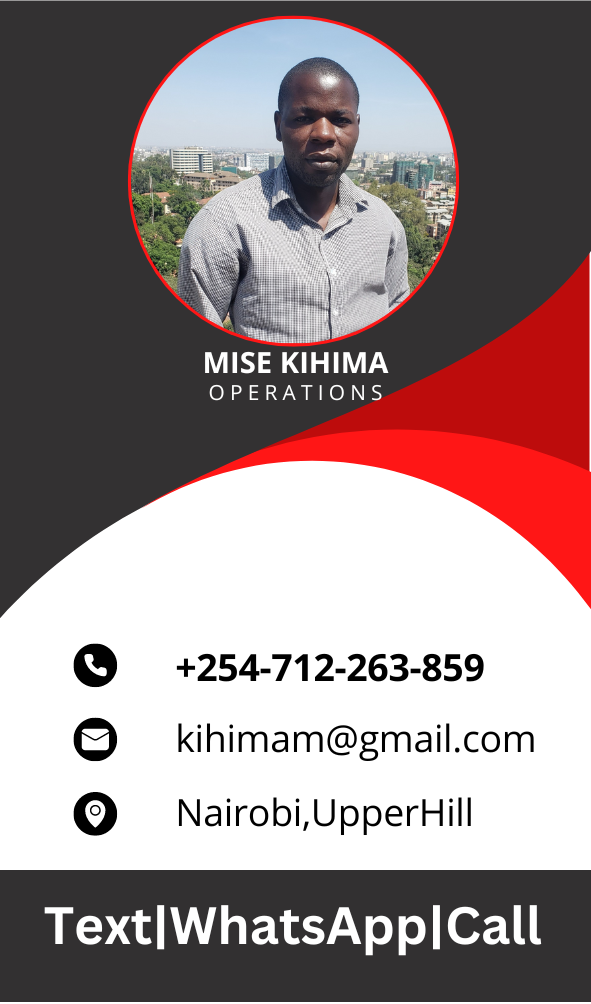 MISE KIHIMA
OPERATIONS
+254-712-263-859
kihimam@gmail.com
Nairobi,UpperHill
Text|WhatsApp|Call